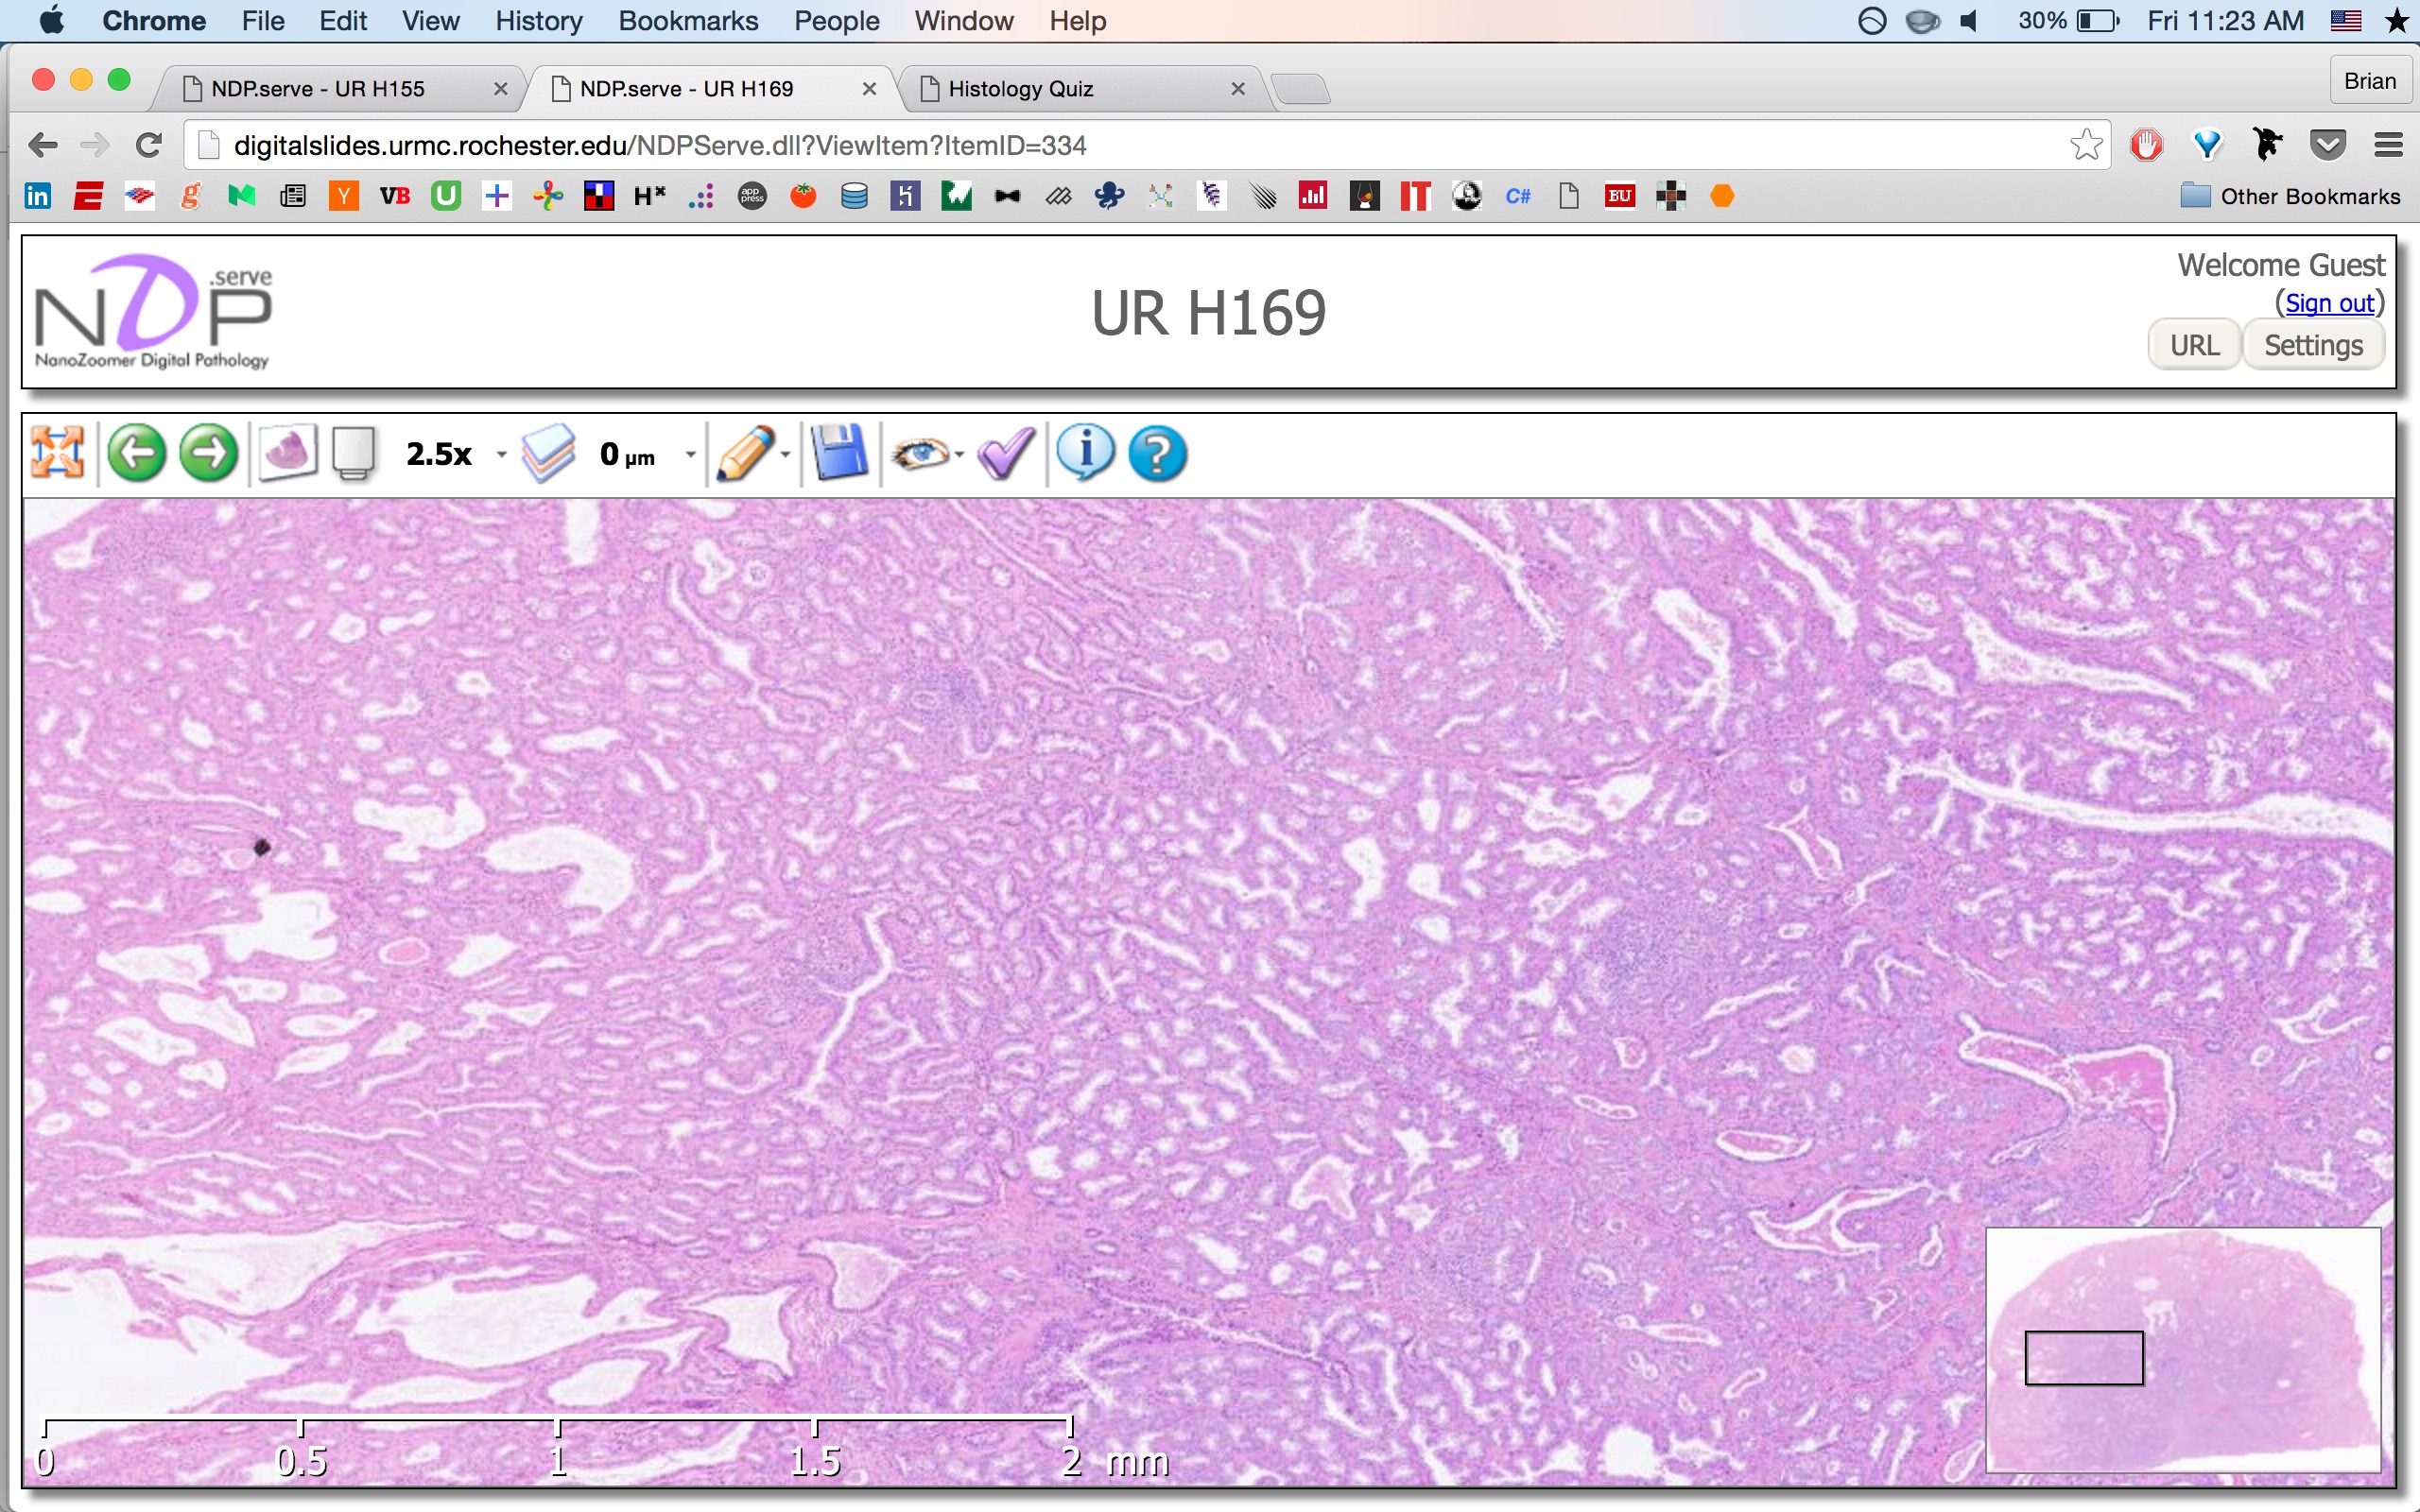 Chrome File Edit View History Bookmarks People Window Help 30% Fri 11:23 AM
NDP.serve - UR H155 NDP.serve - UR H169 Histology Quiz Brian
digitalslides.urmc.rochester.edu/NDPServe.dll?ViewItem?ItemID=334
in g Y VB U H app press IT C# BU Other Bookmarks
NDP.serve
NanoZoomer Digital Pathology
UR H169
Welcome Guest
(Sign out)
URL Settings
2.5x 0 µm i ?
0 0.5 1 1.5 2 mm